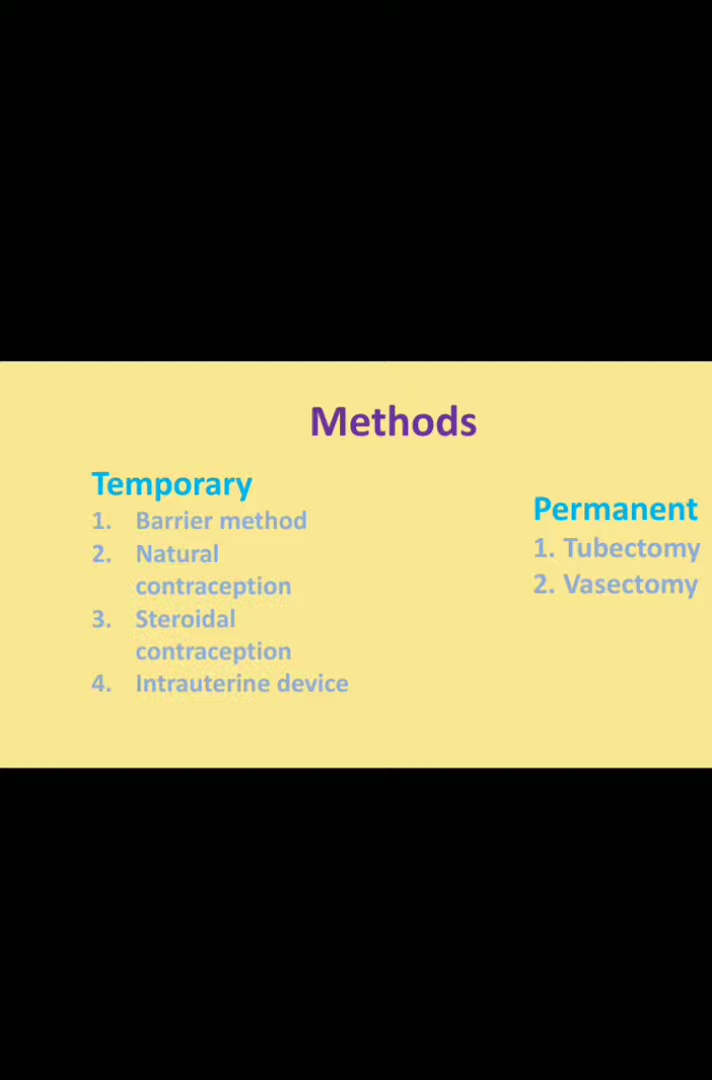 Methods
Temporary
1. Barrier method
2. Natural
contraception
3. Steroidal
contraception
4. Intrauterine device
Permanent
1. Tubectomy
2. Vasectomy